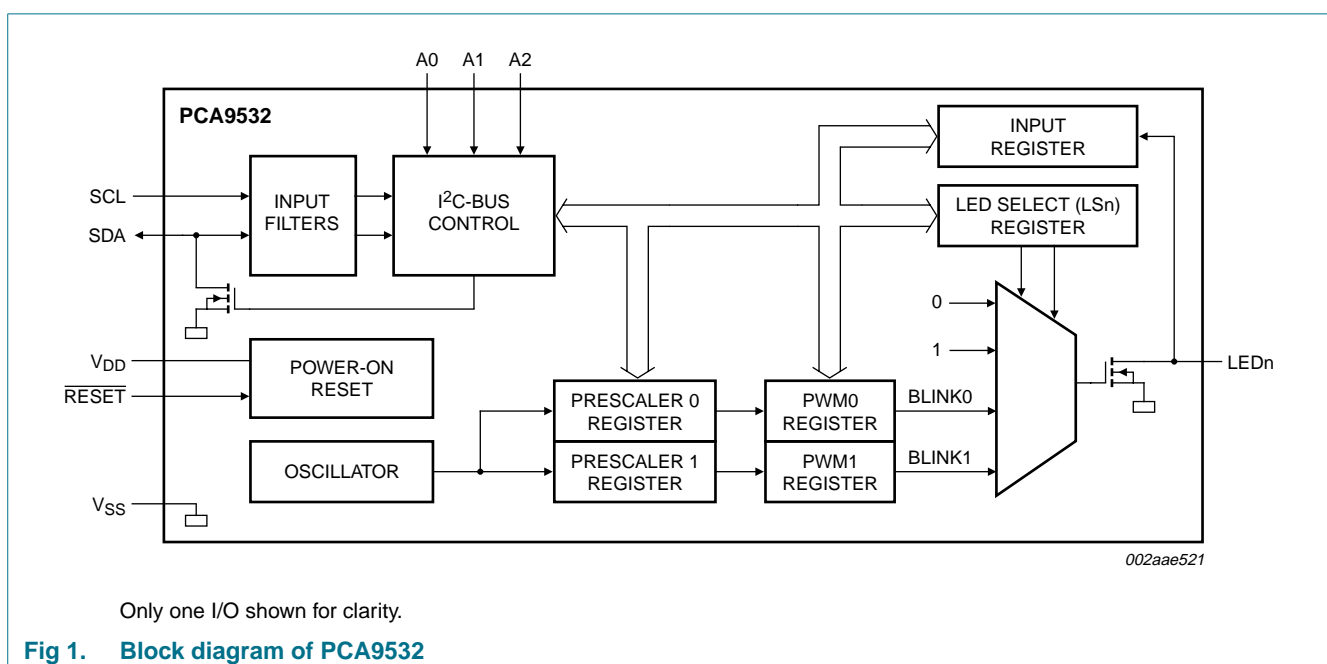 A0 A1 A2
PCA9532
SCL
SDA
INPUT
FILTERS
I2C-BUS
CONTROL
INPUT
REGISTER
LED SELECT (LSn)
REGISTER
0
1
VDD
RESET
POWER-ON
RESET
OSCILLATOR
PRESCALER 0
REGISTER
PRESCALER 1
REGISTER
PWM0
REGISTER
PWM1
REGISTER
BLINK0
BLINK1
LEDn
VSS
002aae521
Only one I/O shown for clarity.
Fig 1. Block diagram of PCA9532